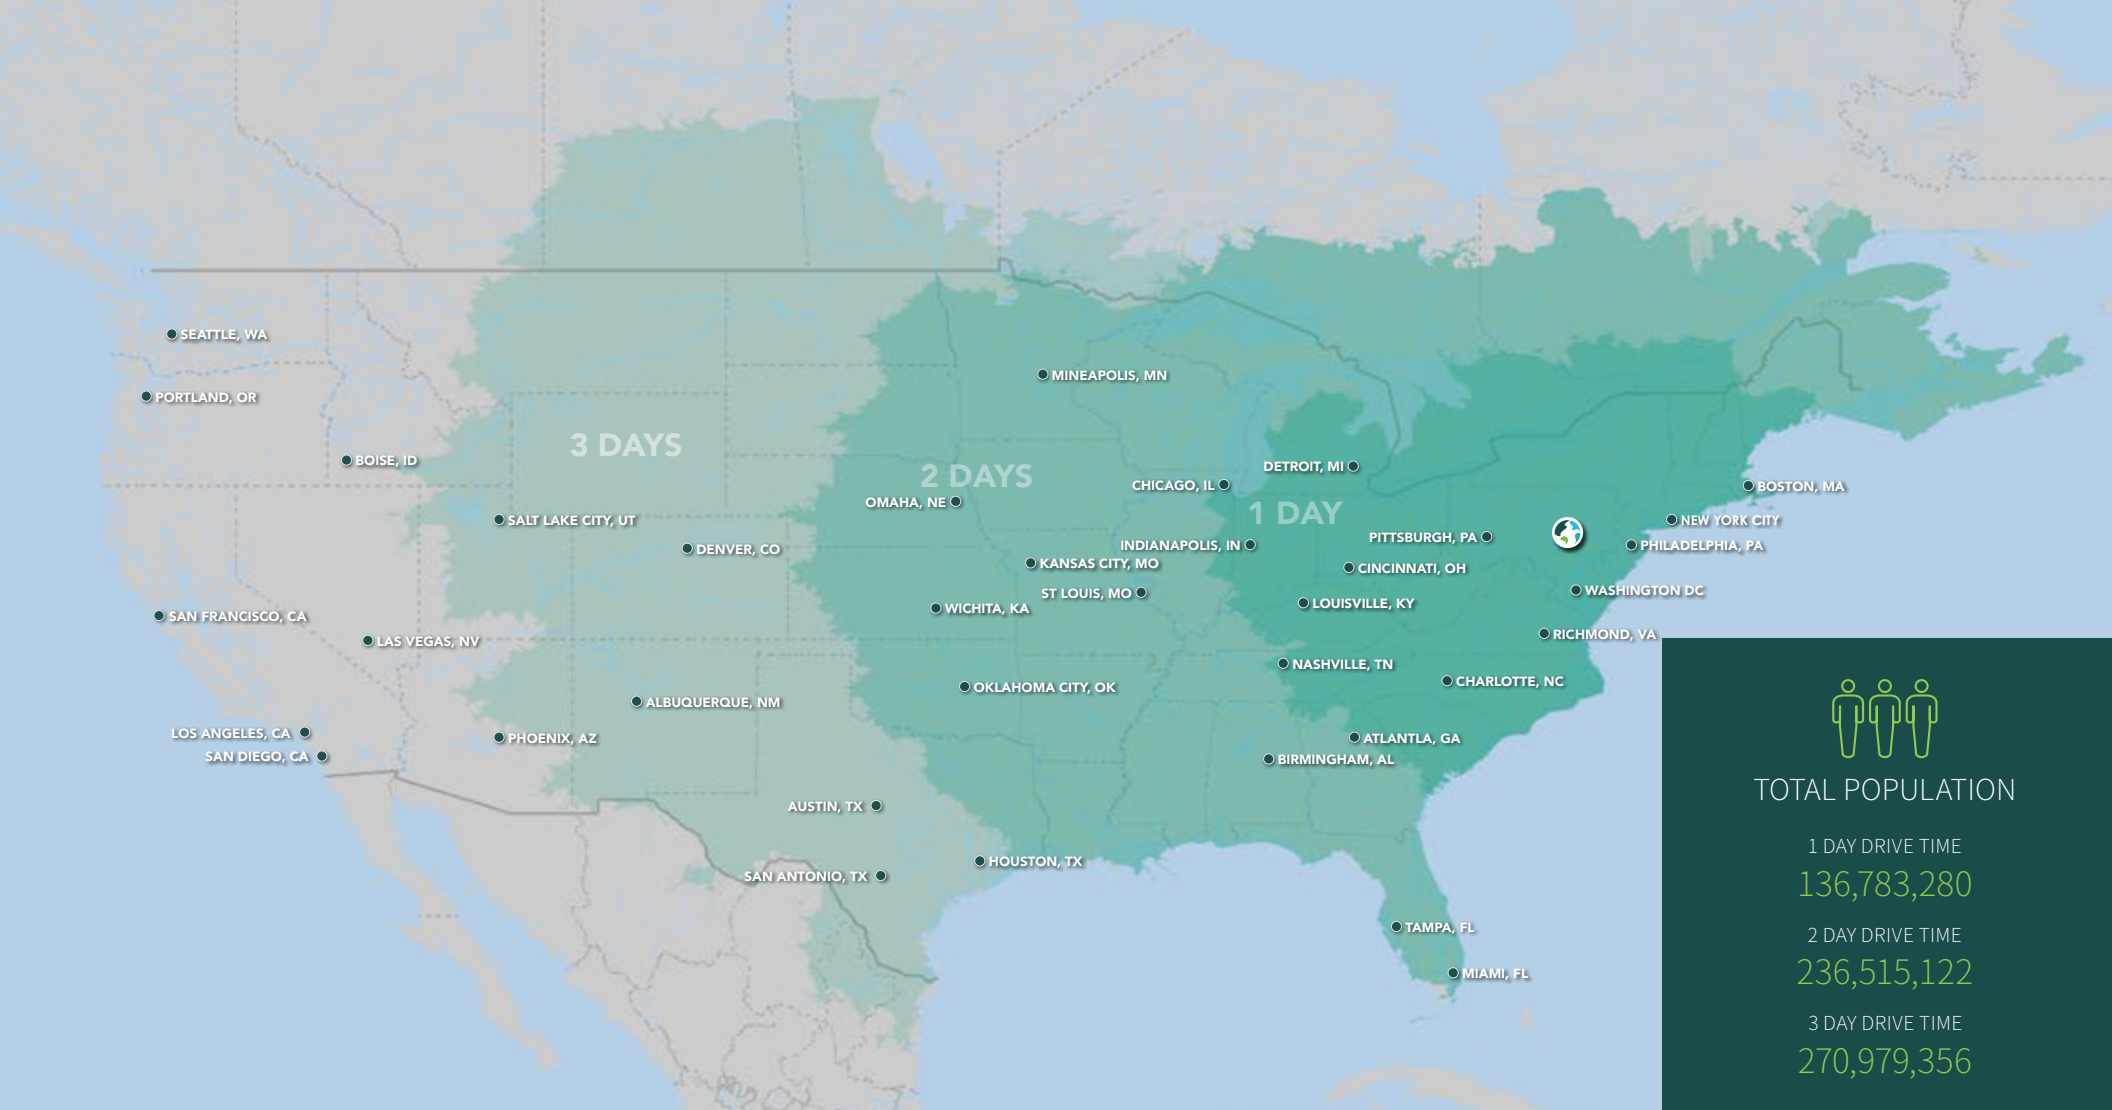 SEATTLE, WA
MINEAPOLIS, MN
PORTLAND, OR
3 DAYS
BOISE, ID
2 DAYS
DETROIT, MI
CHICAGO, IL
BOSTON, MA
OMAHA, NE
1 DAY
SALT LAKE CITY, UT
NEW YORK CITY
DENVER, CO
INDIANAPOLIS, IN
PITTSBURGH, PA
PHILADELPHIA, PA
KANSAS CITY, MO
CINCINNATI, OH
ST LOUIS, MO
WASHINGTON DC
WICHITA, KA
LOUISVILLE, KY
SAN FRANCISCO, CA
LAS VEGAS, NV
RICHMOND, VA
NASHVILLE, TN
OKLAHOMA CITY, OK
CHARLOTTE, NC
ALBUQUERQUE, NM
LOS ANGELES, CA
PHOENIX, AZ
ATLANTLA, GA
SAN DIEGO, CA
BIRMINGHAM, AL
AUSTIN, TX
HOUSTON, TX
SAN ANTONIO, TX
TAMPA, FL
MIAMI, FL
TOTAL POPULATION
1 DAY DRIVE TIME
136,783,280
2 DAY DRIVE TIME
236,515,122
3 DAY DRIVE TIME
270,979,356